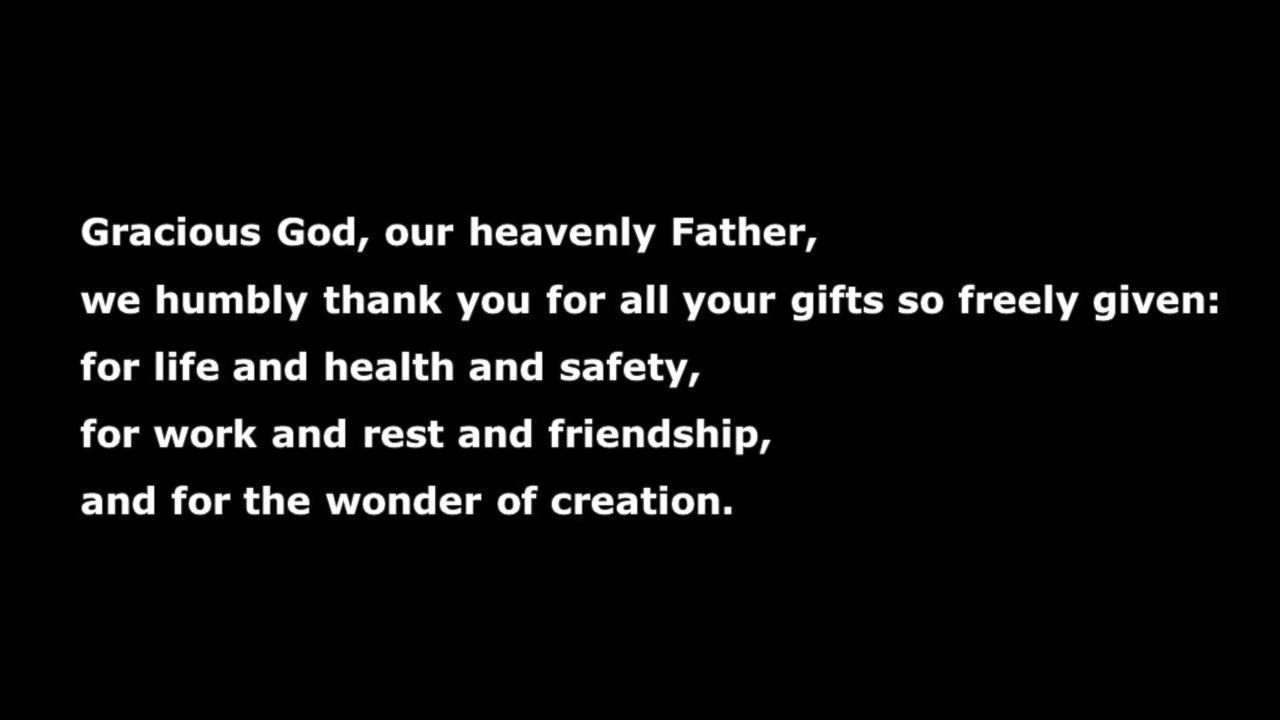 Gracious God, our heavenly Father,
we humbly thank you for all your gifts so freely given:
for life and health and safety,
for work and rest and friendship,
and for the wonder of creation.